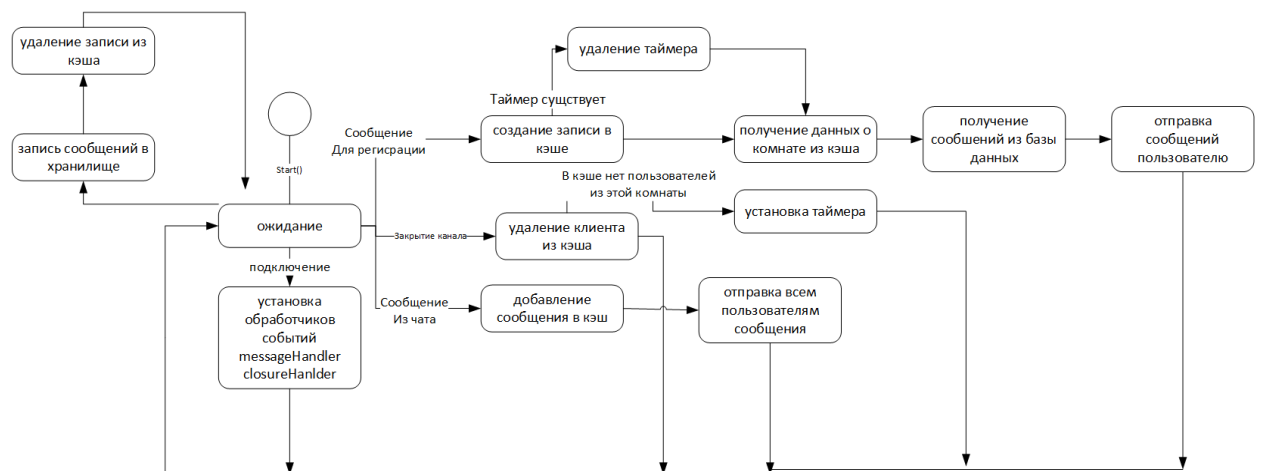 удаление записи из
кэша
запись сообщений в
хранилище
Start()
ожидание
подключение
установка
обработчиков
событий
messageHandler
closureHanlder
Сообщение
Для регисрации
Закрытие канала
Сообщение
Из чата
удаление таймера
Таймер сущствует
создание записи в
кэше
получение данных о
комнате из кэша
получение
сообшений из базы
данных
отправка
сообщений
пользователю
В кэше нет пользователей
из этой комнаты
установка таймера
удаление клиента
из кэша
добавление
сообщения в кэш
отправка всем
пользователям
сообщения